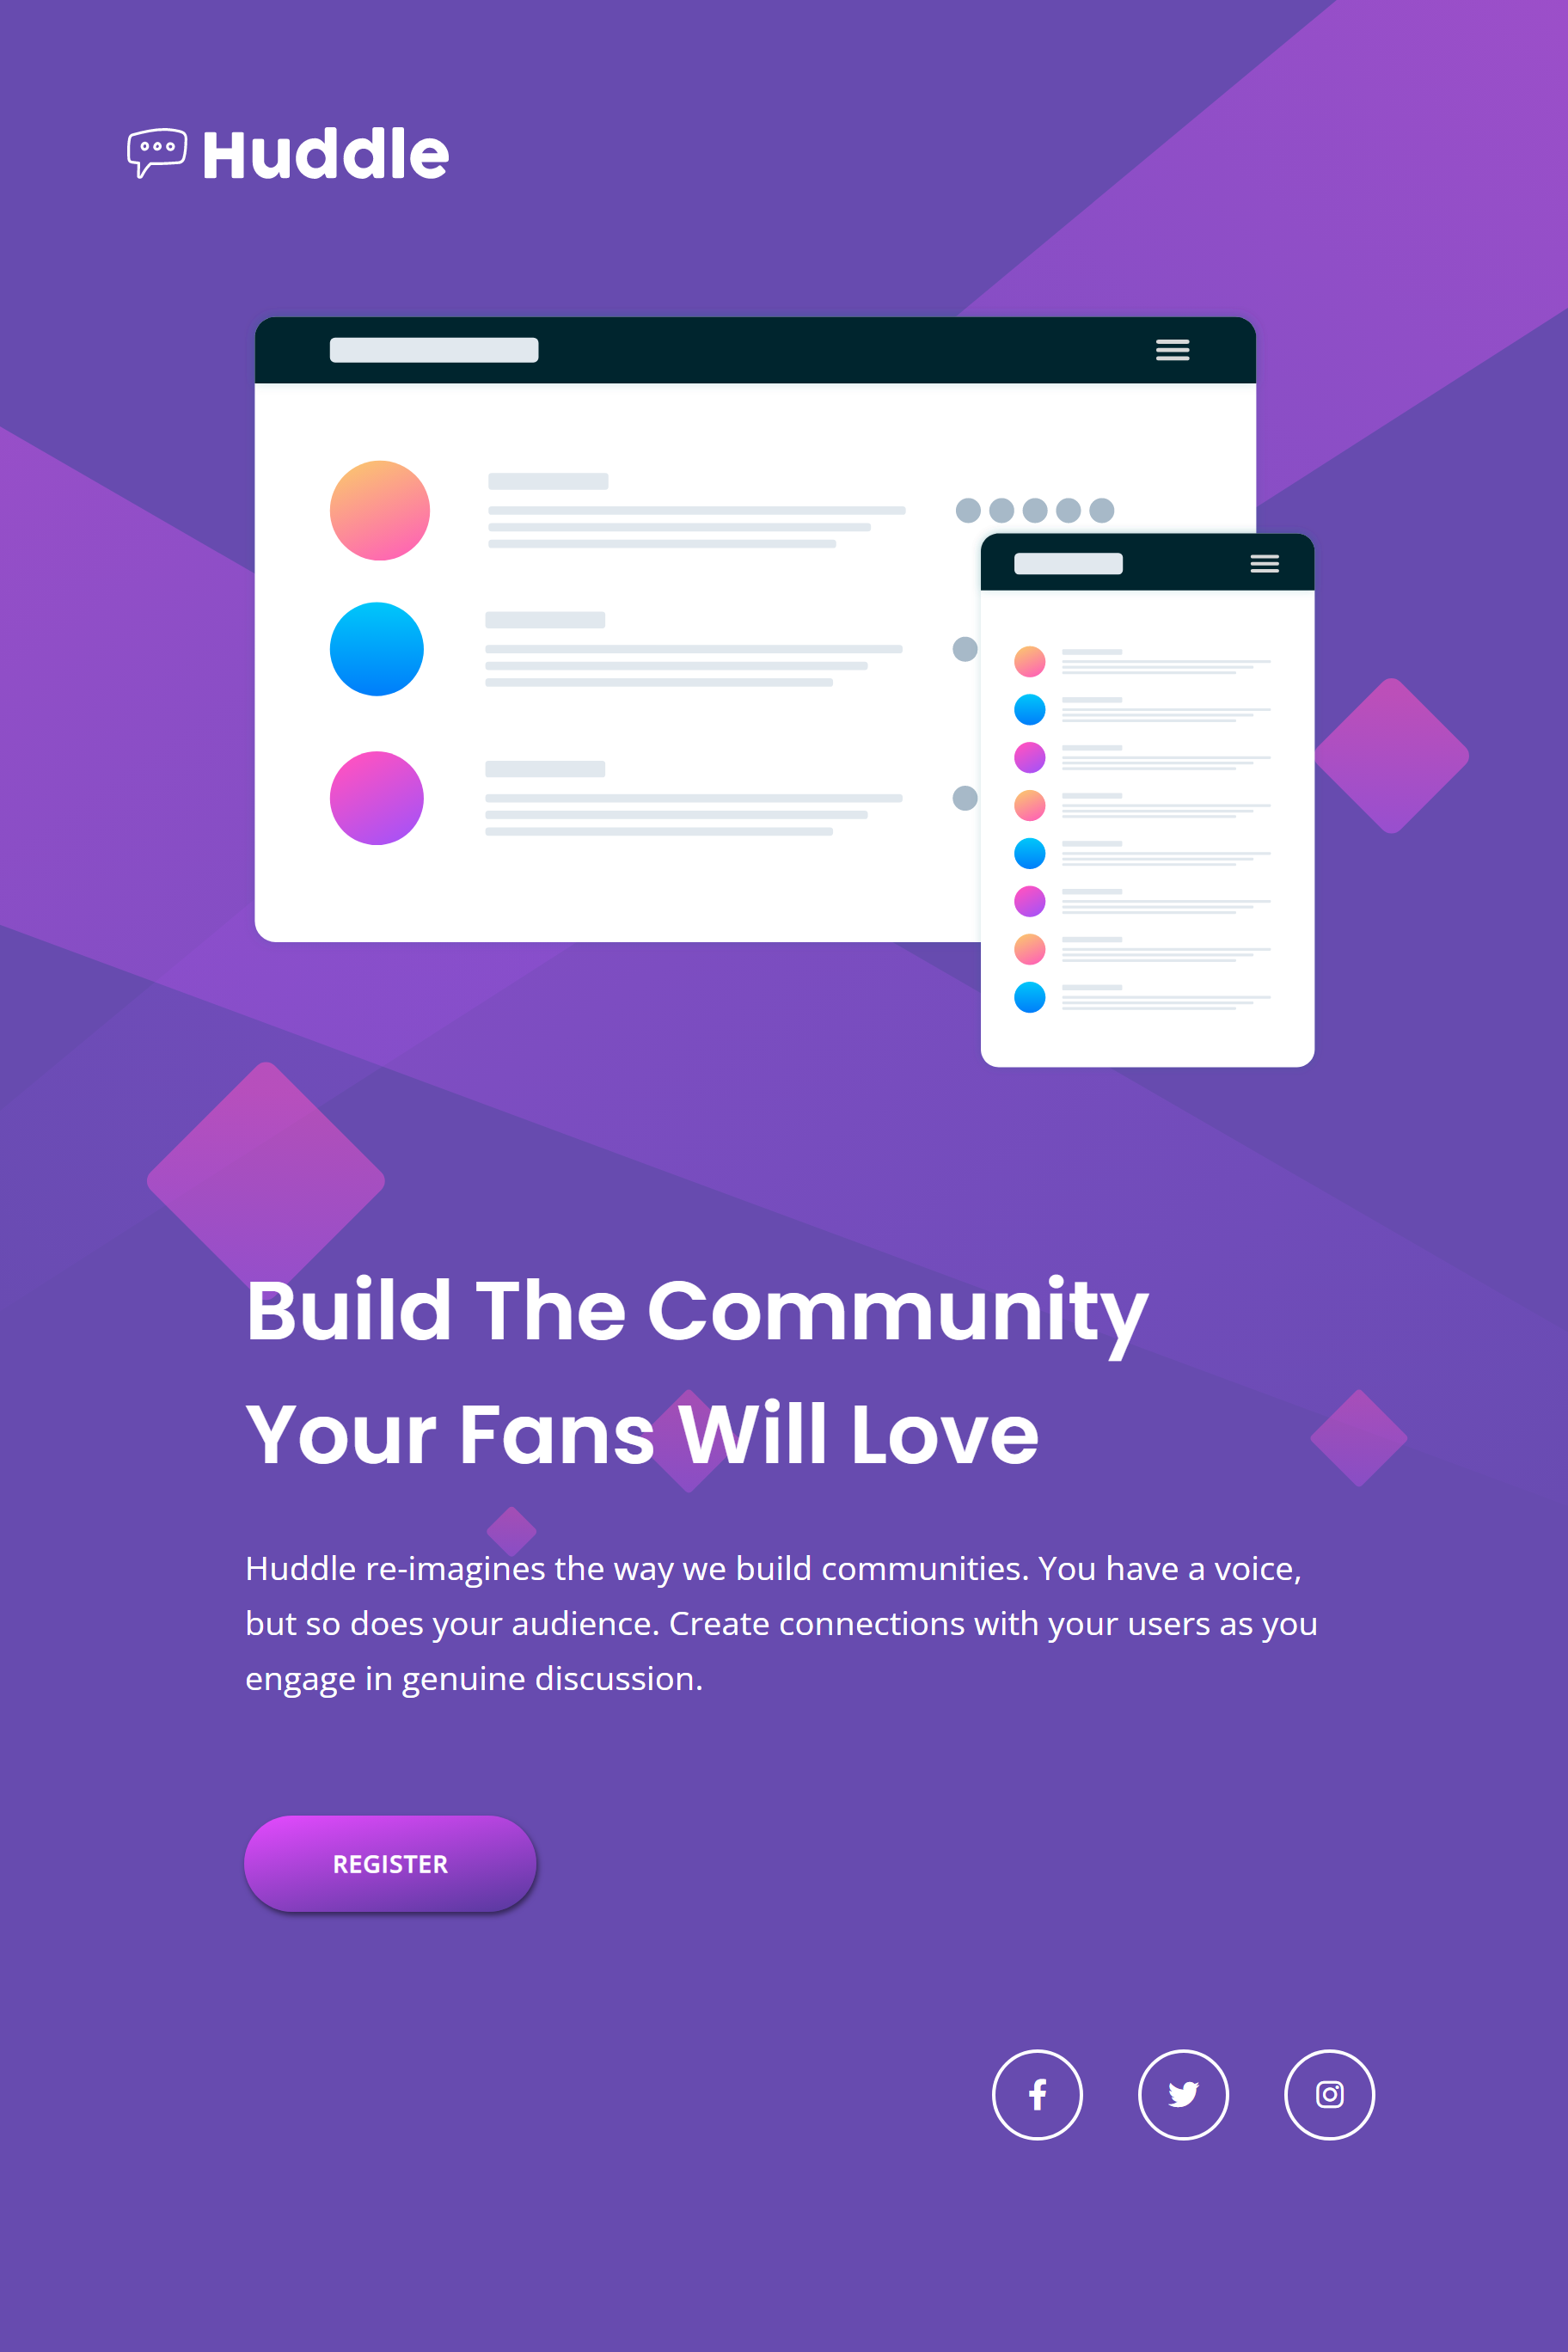 Huddle
Build The Community
Your Fans Will Love
Huddle re-imagines the way we build communities. You have a voice,
but so does your audience. Create connections with your users as you
engage in genuine discussion.
REGISTER